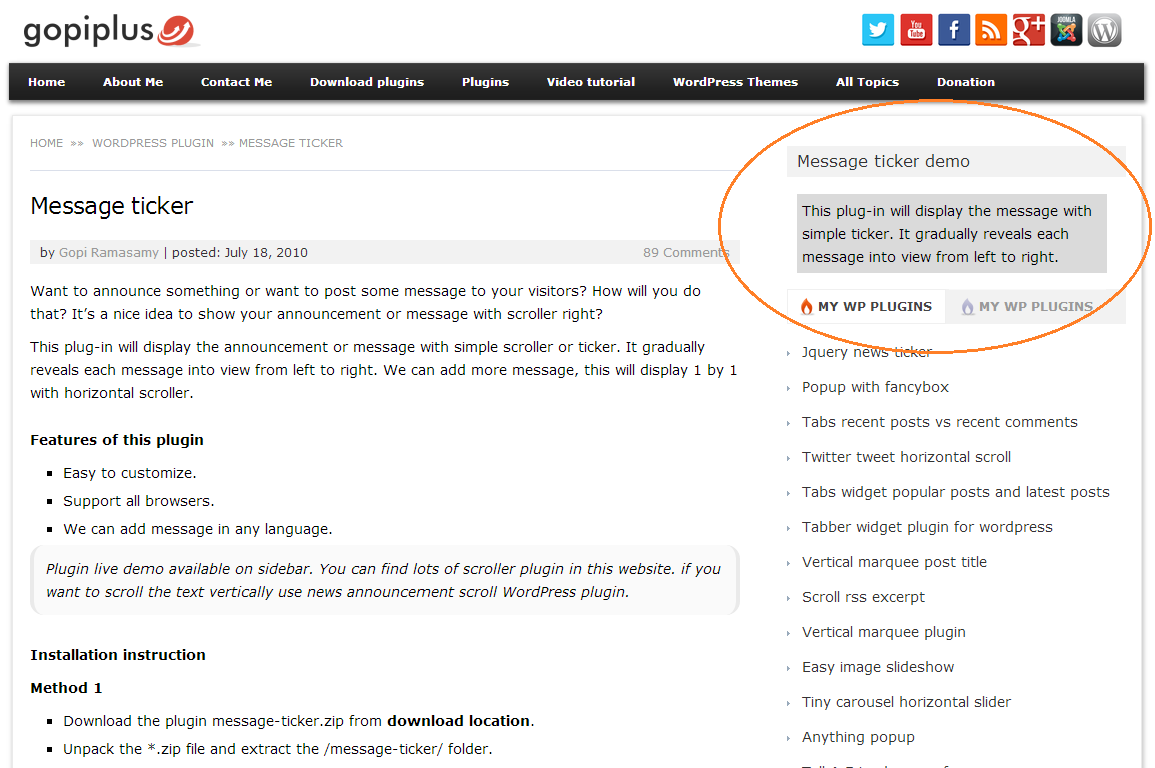 gopiplus
You
Tube
g+
JOOMLA
Home
About Me
Contact Me
Download plugins
Plugins
Video tutorial
WordPress Themes
All Topics
Donation
HOME »» WORDPRESS PLUGIN »» MESSAGE TICKER
Message ticker
by Gopi Ramasamy | posted: July 18, 2010
89 Comments
Want to announce something or want to post some message to your visitors? How will you do
that? It's a nice idea to show your announcement or message with scroller right?
This plug-in will display the announcement or message with simple scroller or ticker. It gradually
reveals each message into view from left to right. We can add more message, this will display 1 by 1
with horizontal scroller.
Features of this plugin
Easy to customize.
Support all browsers.
We can add message in any language.
Plugin live demo available on sidebar. You can find lots of scroller plugin in this website. if you
want to scroll the text vertically use news announcement scroll WordPress plugin.
Installation instruction
Method 1
Download the plugin message-ticker.zip from download location.
Unpack the *.zip file and extract the /message-ticker/ folder.
Message ticker demo
This plug-in will display the message with
simple ticker. It gradually reveals each
message into view from left to right.
MY WP PLUGINS
MY WP PLUGINS
Jquery news ticker
Popup with fancybox
Tabs recent posts vs recent comments
Twitter tweet horizontal scroll
Tabs widget popular posts and latest posts
Tabber widget plugin for wordpress
Vertical marquee post title
Scroll rss excerpt
Vertical marquee plugin
Easy image slideshow
Tiny carousel horizontal slider
Anything popup